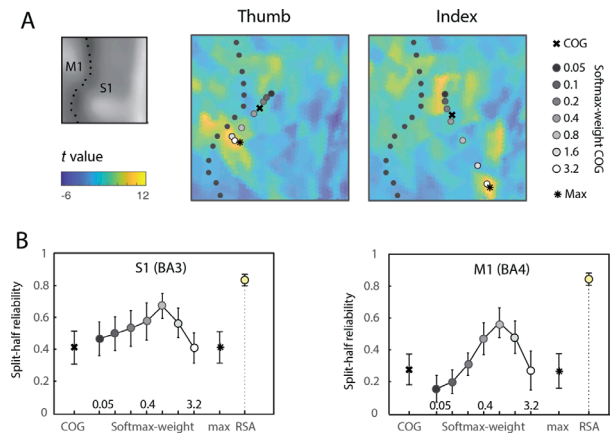 A
Thumb
Index
M1
S1
t value
-6
12
COG
0.05
0.1
0.2
0.4
0.8
1.6
3.2
Max
Softmax-weight COG
B
S1 (BA3)
Split-half reliability
1
0.8
0.6
0.4
0.2
0
0.05
0.4
3.2
COG
Softmax-weight
max
RSA
M1 (BA4)
Split-half reliability
1
0.8
0.6
0.4
0.2
0
0.05
0.4
3.2
COG
Softmax-weight
max
RSA